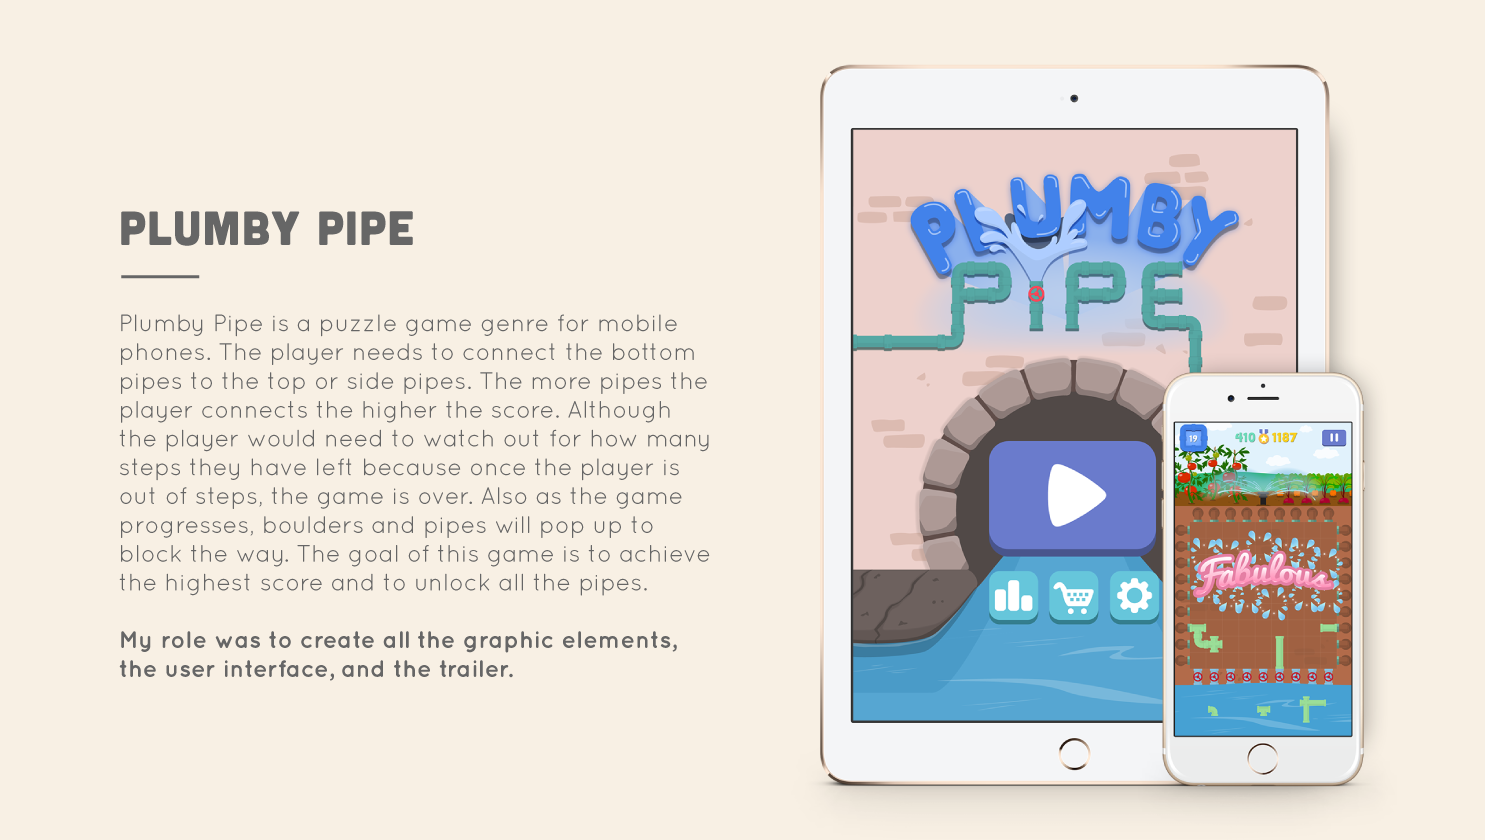 PLUMBY PIPE
Plumby Pipe is a puzzle game genre for mobile
phones. The player needs to connect the bottom
pipes to the top or side pipes. The more pipes the
player connects the higher the score. Although
the player would need to watch out for how many
steps they have left because once the player is
out of steps, the game is over. Also as the game
progresses, boulders and pipes will pop up to
block the way. The goal of this game is to achieve
the highest score and to unlock all the pipes.
My role was to create all the graphic elements,
the user interface, and the trailer.
PLUMBY
PIPE
19 410 1187
Fabulous